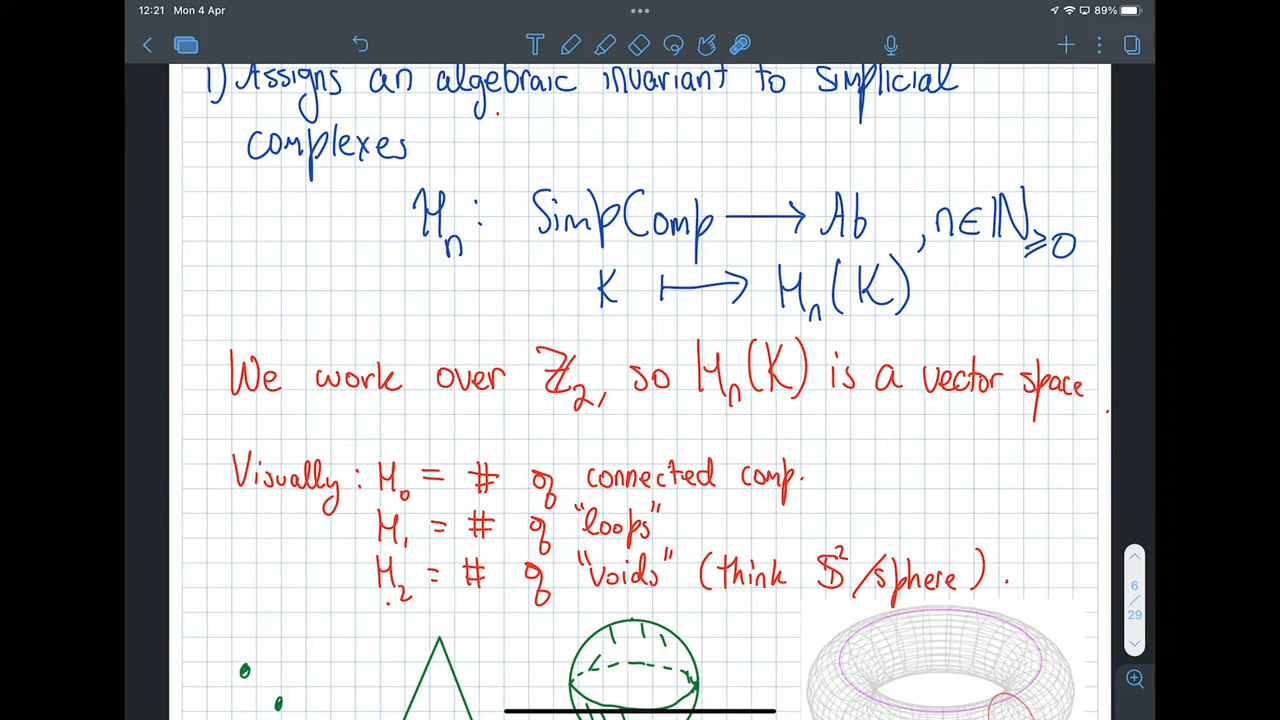 12:21 Mon 4 Apr
89%
1) Assigns an algebraic invariant to simplicial
complexes
Hₙ : SimpComp ⟶ Ab , n∈ℕ≥0
K ⟼ Hₙ(K)
We work over ℤ₂, so Hₙ(K) is a vector space.
Visually: H₀ = # of connected comp.
H₁ = # of "loops"
H₂ = # of "voids" (think 𝕊²/sphere).
6
/
29